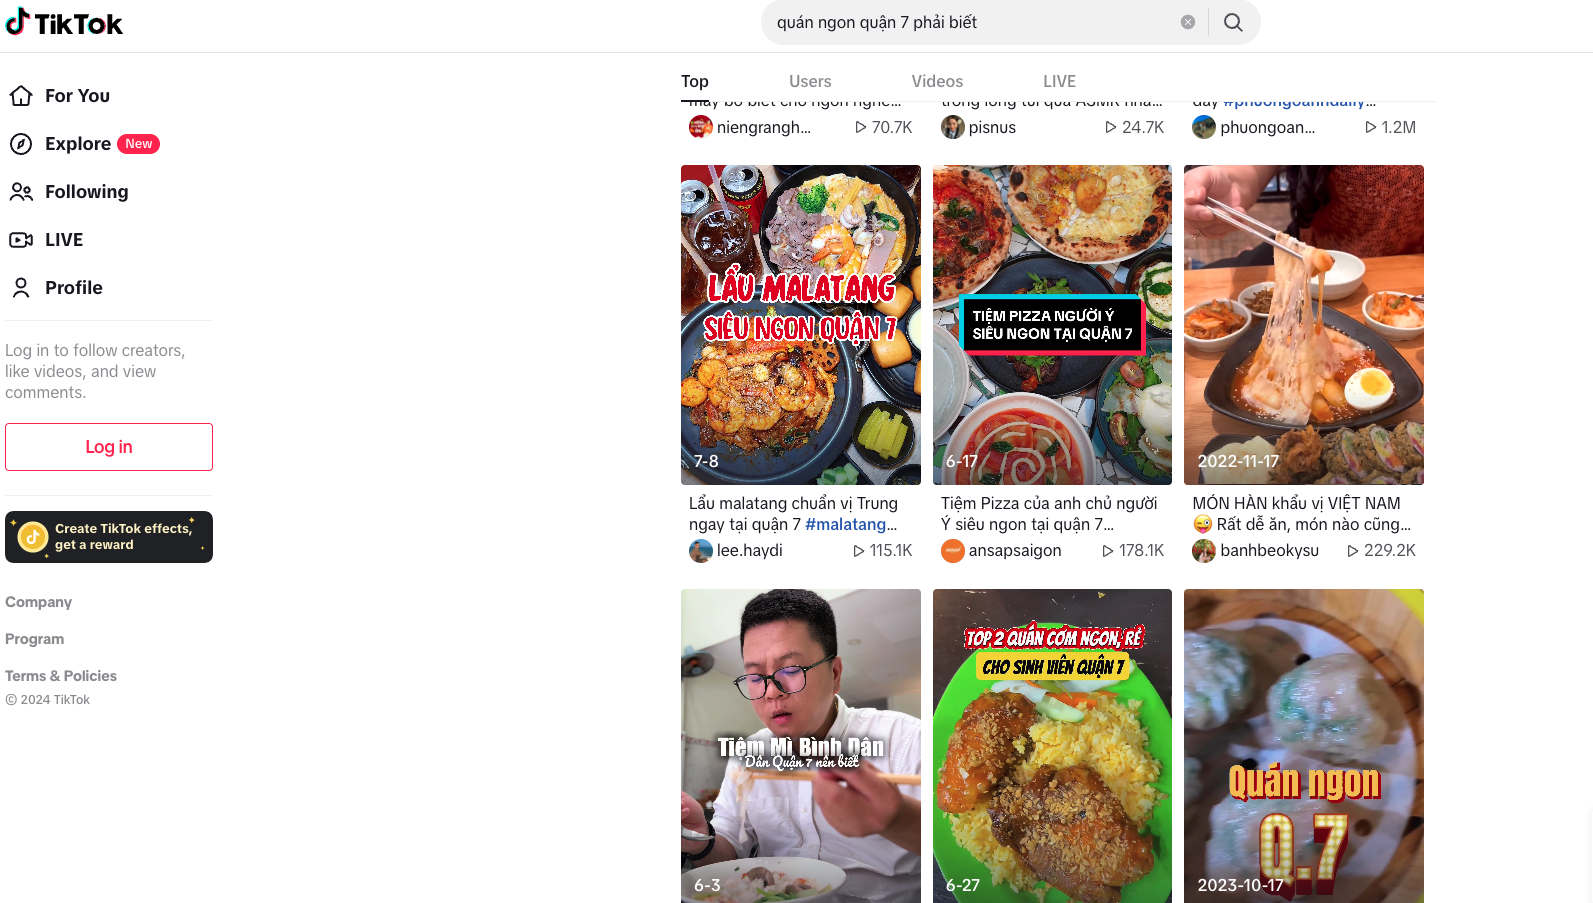 TikTok
quán ngon quận 7 phải biết
For You
Explore New
Following
LIVE
Profile
Log in to follow creators,
like videos, and view
comments.
Log in
Create TikTok effects,
get a reward
Company
Program
Terms & Policies
© 2024 TikTok
Top Users Videos LIVE
niengrangh... 70.7K
pisnus 24.7K
#phuongoanhdaily...
phuongoan... 1.2M
LẨU MALATANG
SIÊU NGON QUẬN 7
7-8
Lẩu malatang chuẩn vị Trung
ngay tại quận 7 #malatang...
lee.haydi 115.1K
TIỆM PIZZA NGƯỜI Ý
SIÊU NGON TẠI QUẬN 7
6-17
Tiệm Pizza của anh chủ người
Ý siêu ngon tại quận 7...
ansapsaigon 178.1K
2022-11-17
MÓN HÀN khẩu vị VIỆT NAM
😜 Rất dễ ăn, món nào cũng...
banhbeokysu 229.2K
Tiệm Mì Bình Dân
Dân Quận 7 nên biết
6-3
TOP 2 QUÁN CƠM NGON, RẺ
CHO SINH VIÊN QUẬN 7
6-27
Quán ngon
Q.7
2023-10-17